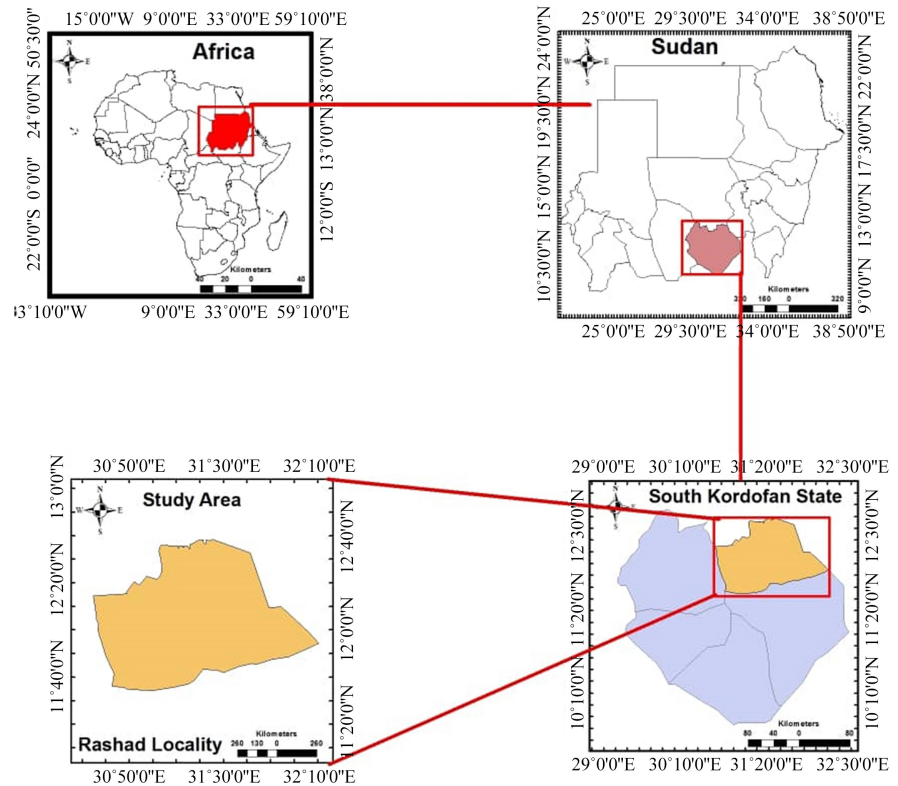 15°0'0"W 9°0'0"E 33°0'0"E 59°10'0"E
50°30'0"
24°0'0"N
0°0'0"
22°0'0"S
38°0'0"N
13°0'0"N
12°0'0"S
Africa
N
E
S
Kilometers
40 20 0 40
3°10'0"W 9°0'0"E 33°0'0"E 59°10'0"E
25°0'0"E 29°30'0"E 34°0'0"E 38°50'0"E
24°0'0"N
19°30'0"N
15°0'0"N
10°30'0"N
22°0'0"N
17°30'0"N
13°0'0"N
9°0'0"N
Sudan
N
W E
S
Kilometers
160 0 320
25°0'0"E 29°30'0"E 34°0'0"E 38°50'0"E
30°50'0"E 31°30'0"E 32°10'0"E
13°0'0"N
12°20'0"N
11°40'0"N
12°40'0"N
12°0'0"N
11°20'0"N
Study Area
N
W E
S
Rashad Locality
Kilometers
260 130 0 260
30°50'0"E 31°30'0"E 32°10'0"E
29°0'0"E 30°10'0"E 31°20'0"E 32°30'0"E
12°30'0"N
11°20'0"N
10°10'0"N
12°30'0"N
11°20'0"N
10°10'0"N
South Kordofan State
N
E
S
Kilometers
80 40 0 80
29°0'0"E 30°10'0"E 31°20'0"E 32°30'0"E